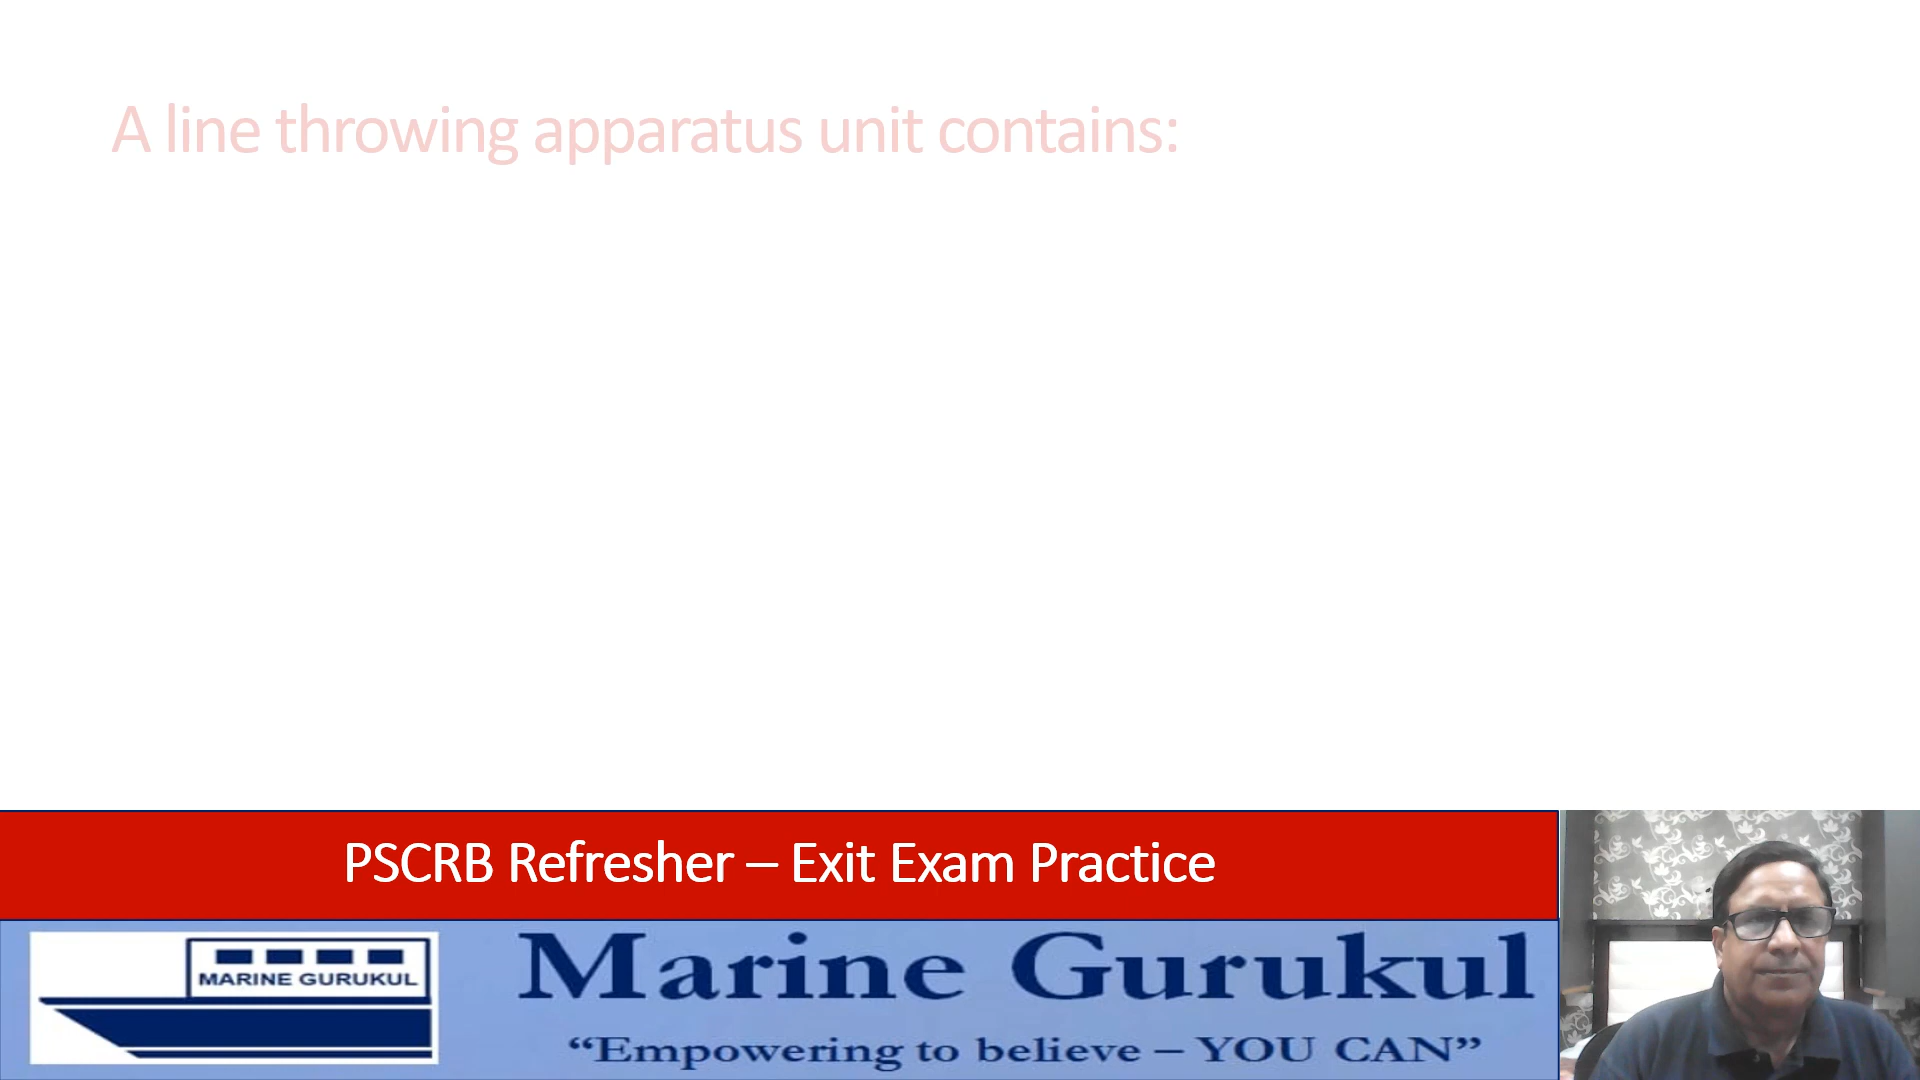 A line throwing apparatus unit contains:
PSCRB Refresher – Exit Exam Practice
MARINE GURUKUL
Marine Gurukul
“Empowering to believe – YOU CAN”